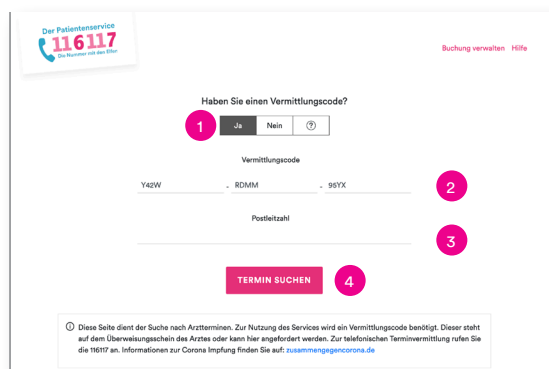 Der Patientenservice
116117
Die Nummer mit den Elfen
Buchung verwalten Hilfe
Haben Sie einen Vermittlungscode?
1 Ja Nein ?
Vermittlungscode
Y42W - RDMM - 95YX 2
Postleitzahl
3
TERMIN SUCHEN 4
Diese Seite dient der Suche nach Arztterminen. Zur Nutzung des Services wird ein Vermittlungscode benötigt. Dieser steht
auf dem Überweisungsschein des Arztes oder kann hier angefordert werden. Zur telefonischen Terminvermittlung rufen Sie
die 116117 an. Informationen zur Corona Impfung finden Sie auf: zusammengegencorona.de